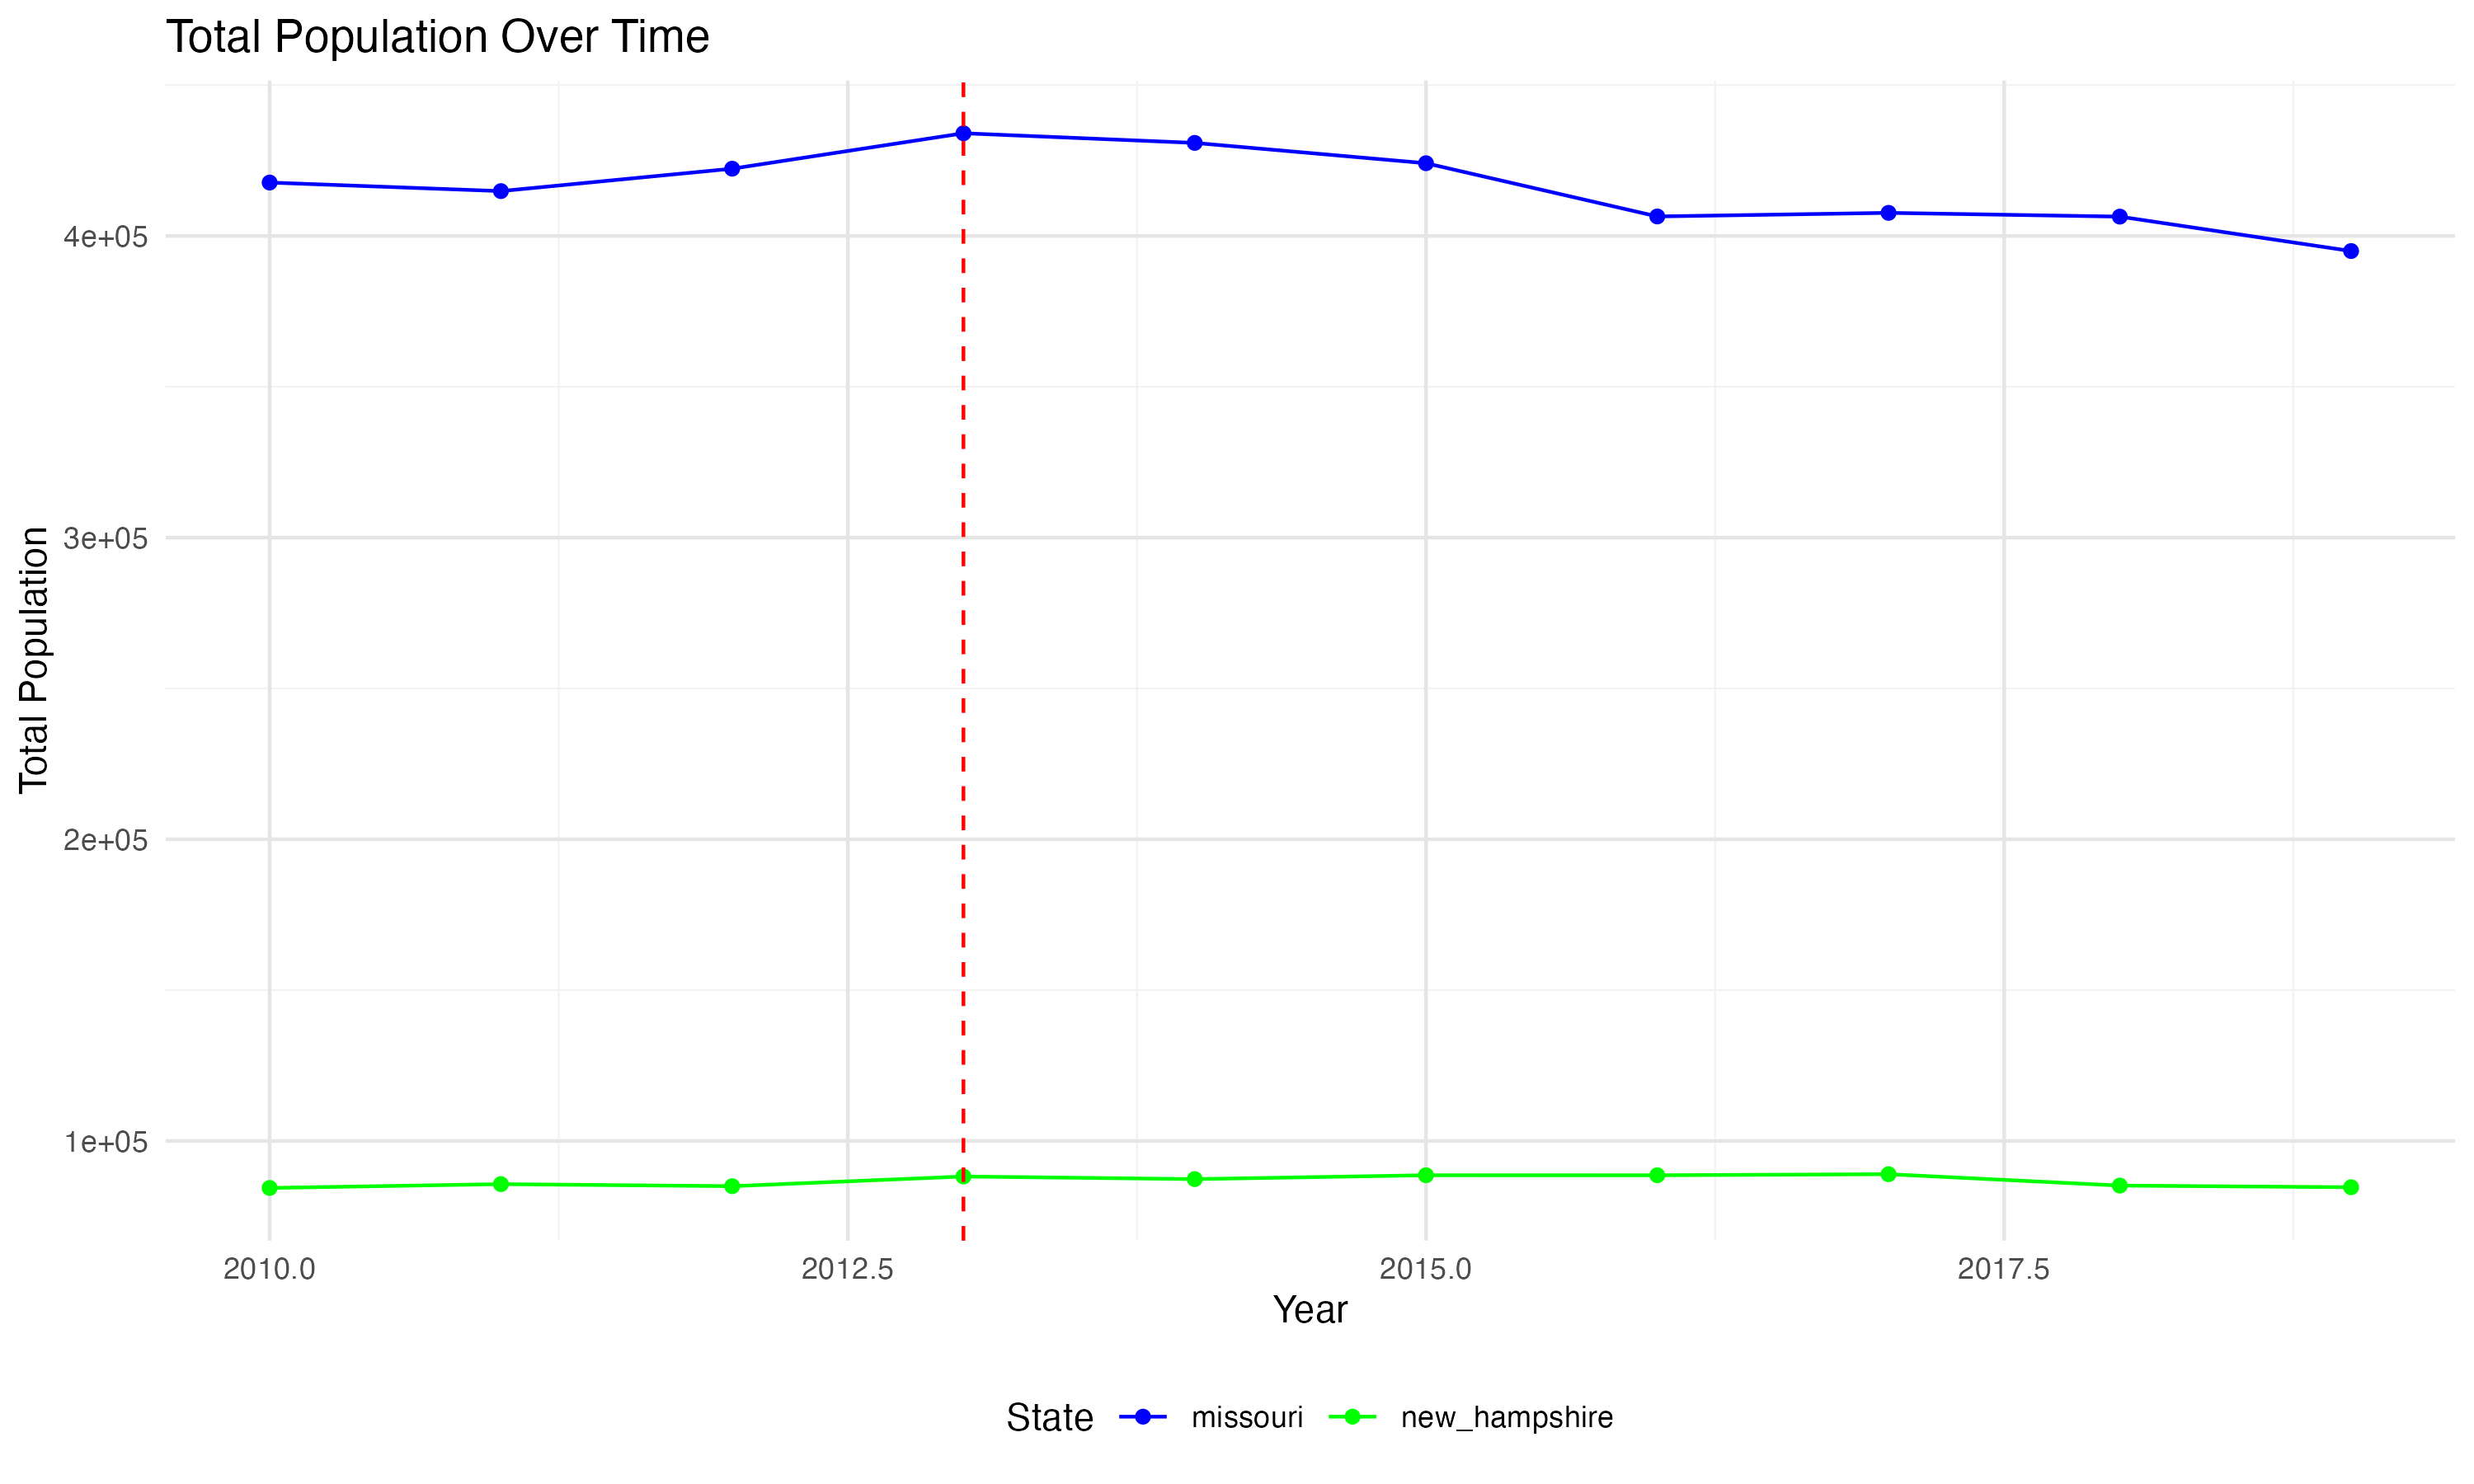 Total Population Over Time
Total Population
4e+05
3e+05
2e+05
1e+05
2010.0 2012.5 2015.0 2017.5
Year
State missouri new_hampshire